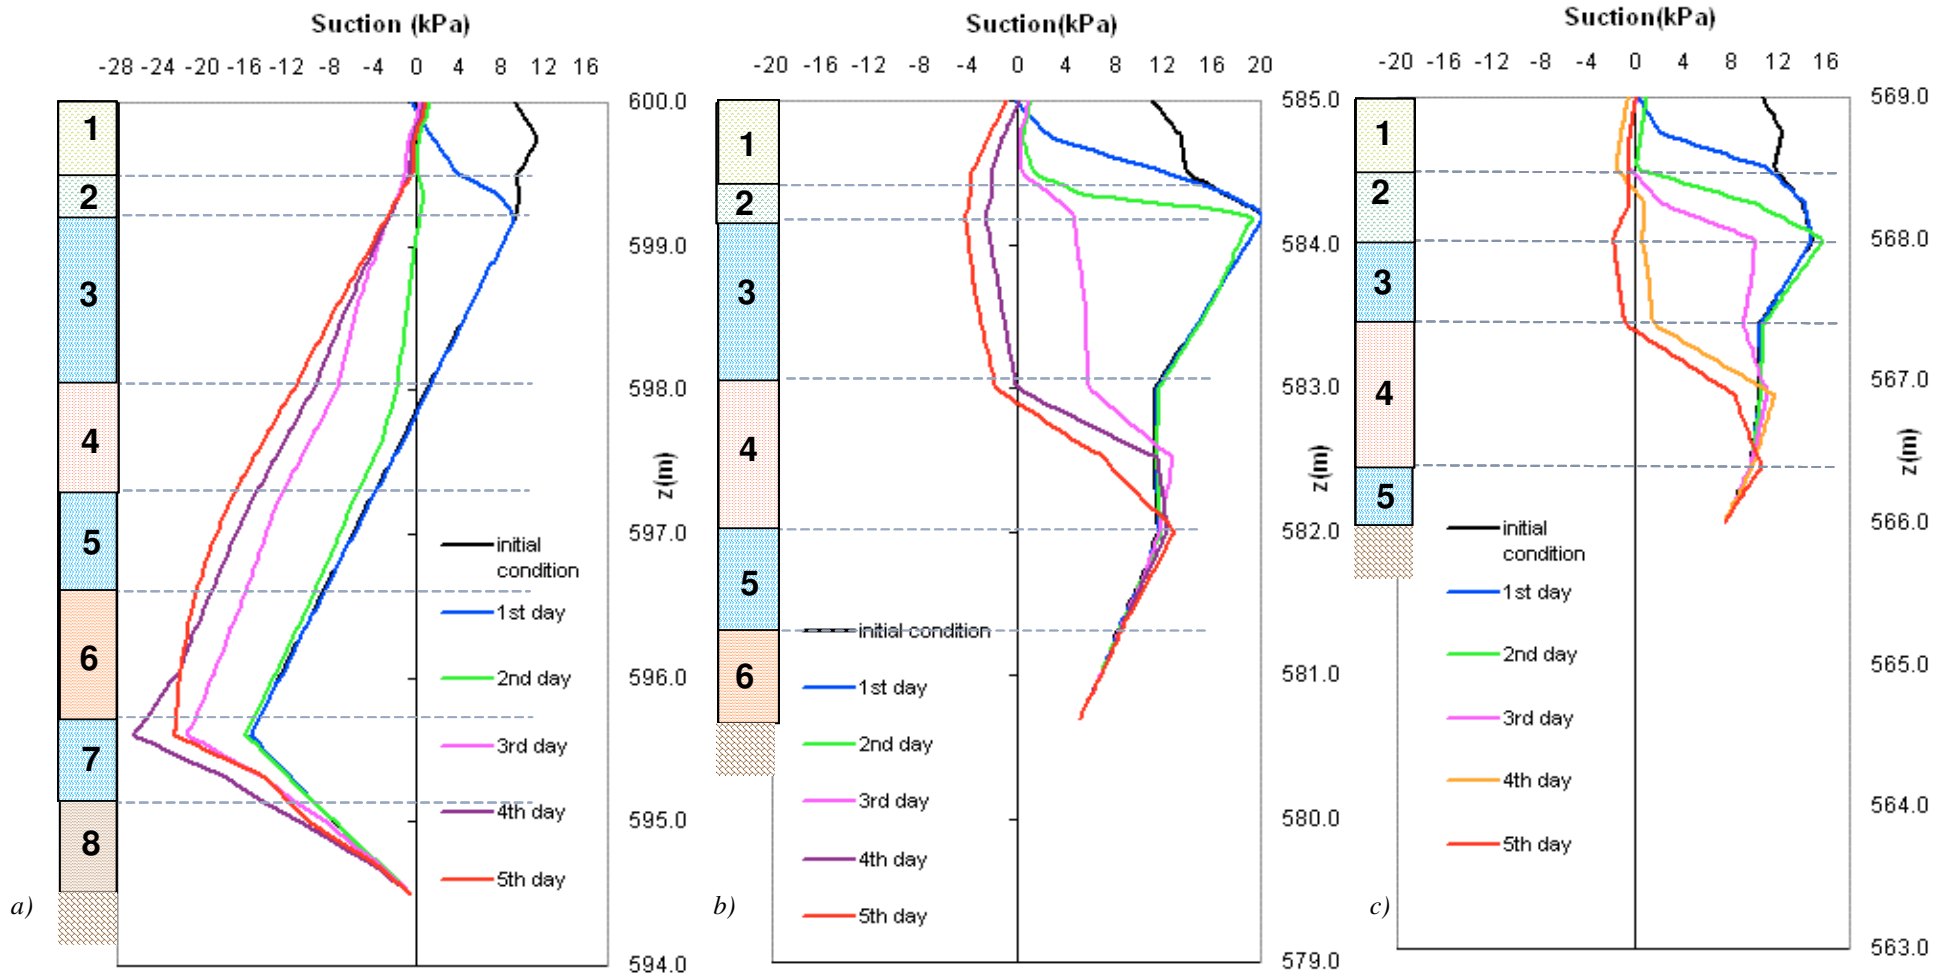 Suction (kPa)
-28 -24 -20 -16 -12 -8 -4 0 4 8 12 16
1
2
3
4
5
6
7
8
600.0
599.0
598.0
597.0
596.0
595.0
594.0
z(m)
initial
condition
1st day
2nd day
3rd day
4th day
5th day
a)
Suction(kPa)
-20 -16 -12 -8 -4 0 4 8 12 16 20
1
2
3
4
5
6
585.0
584.0
583.0
582.0
581.0
580.0
579.0
z(m)
initial condition
1st day
2nd day
3rd day
4th day
5th day
b)
Suction(kPa)
-20 -16 -12 -8 -4 0 4 8 12 16
1
2
3
4
5
569.0
568.0
567.0
566.0
565.0
564.0
563.0
z(m)
initial
condition
1st day
2nd day
3rd day
4th day
5th day
c)